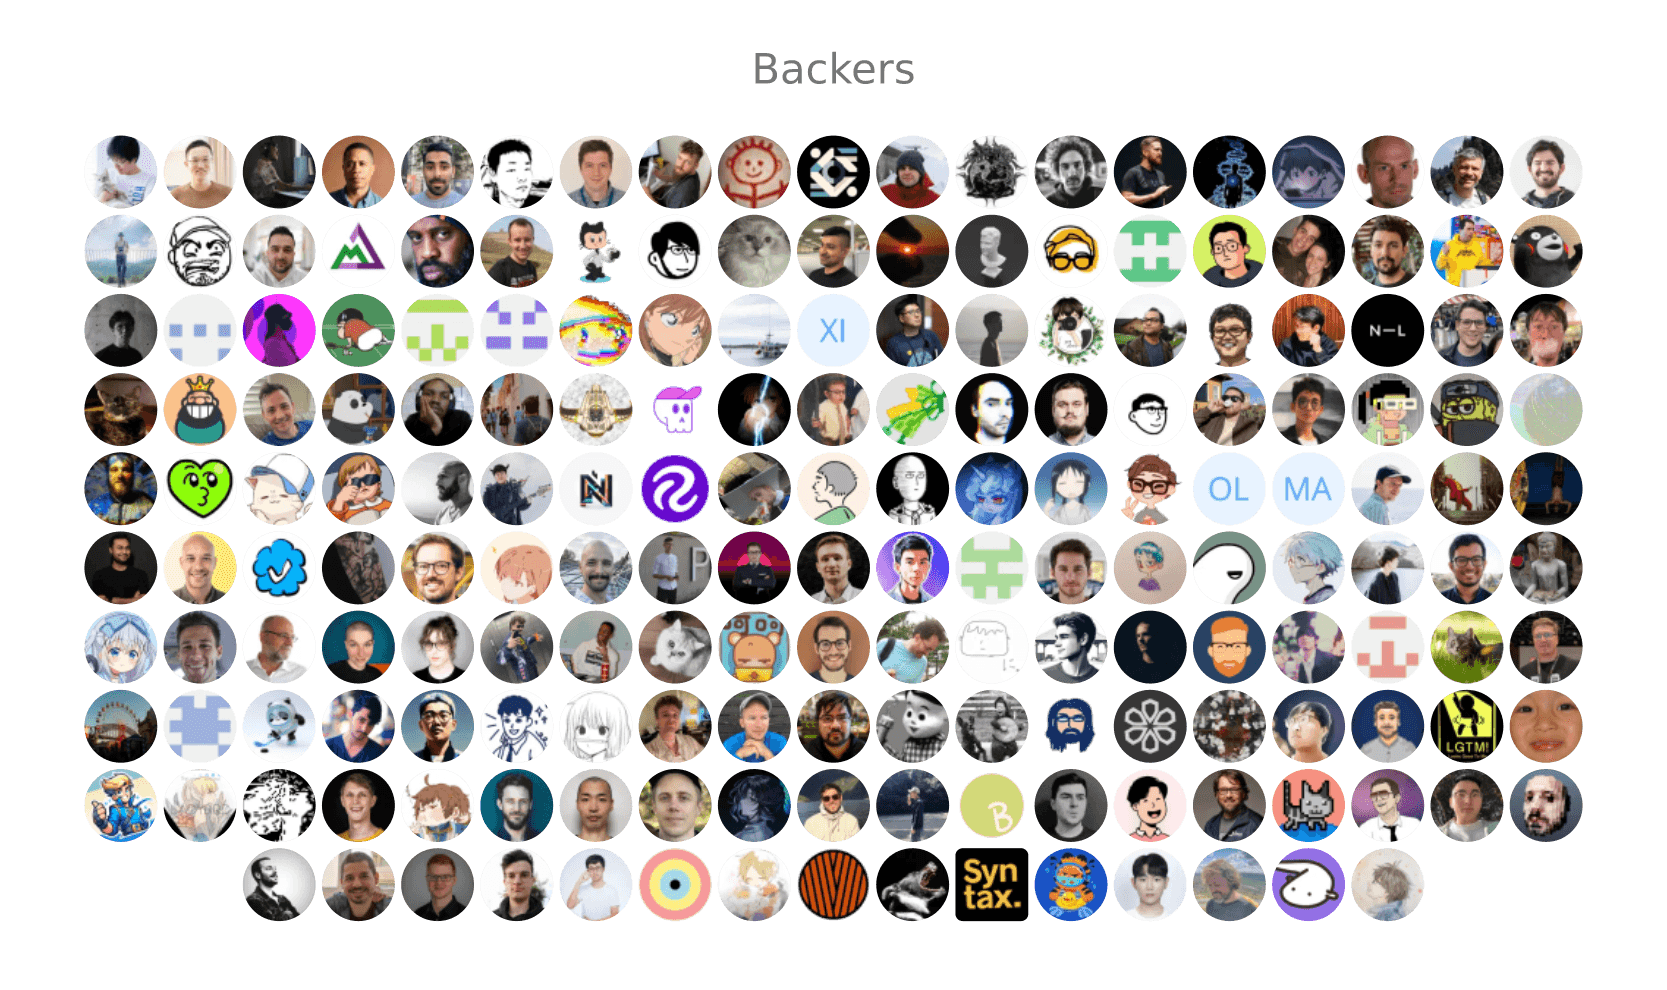 Backers
XI
N—L
OL
MA
P
LGTM!
B
Syn
tax.